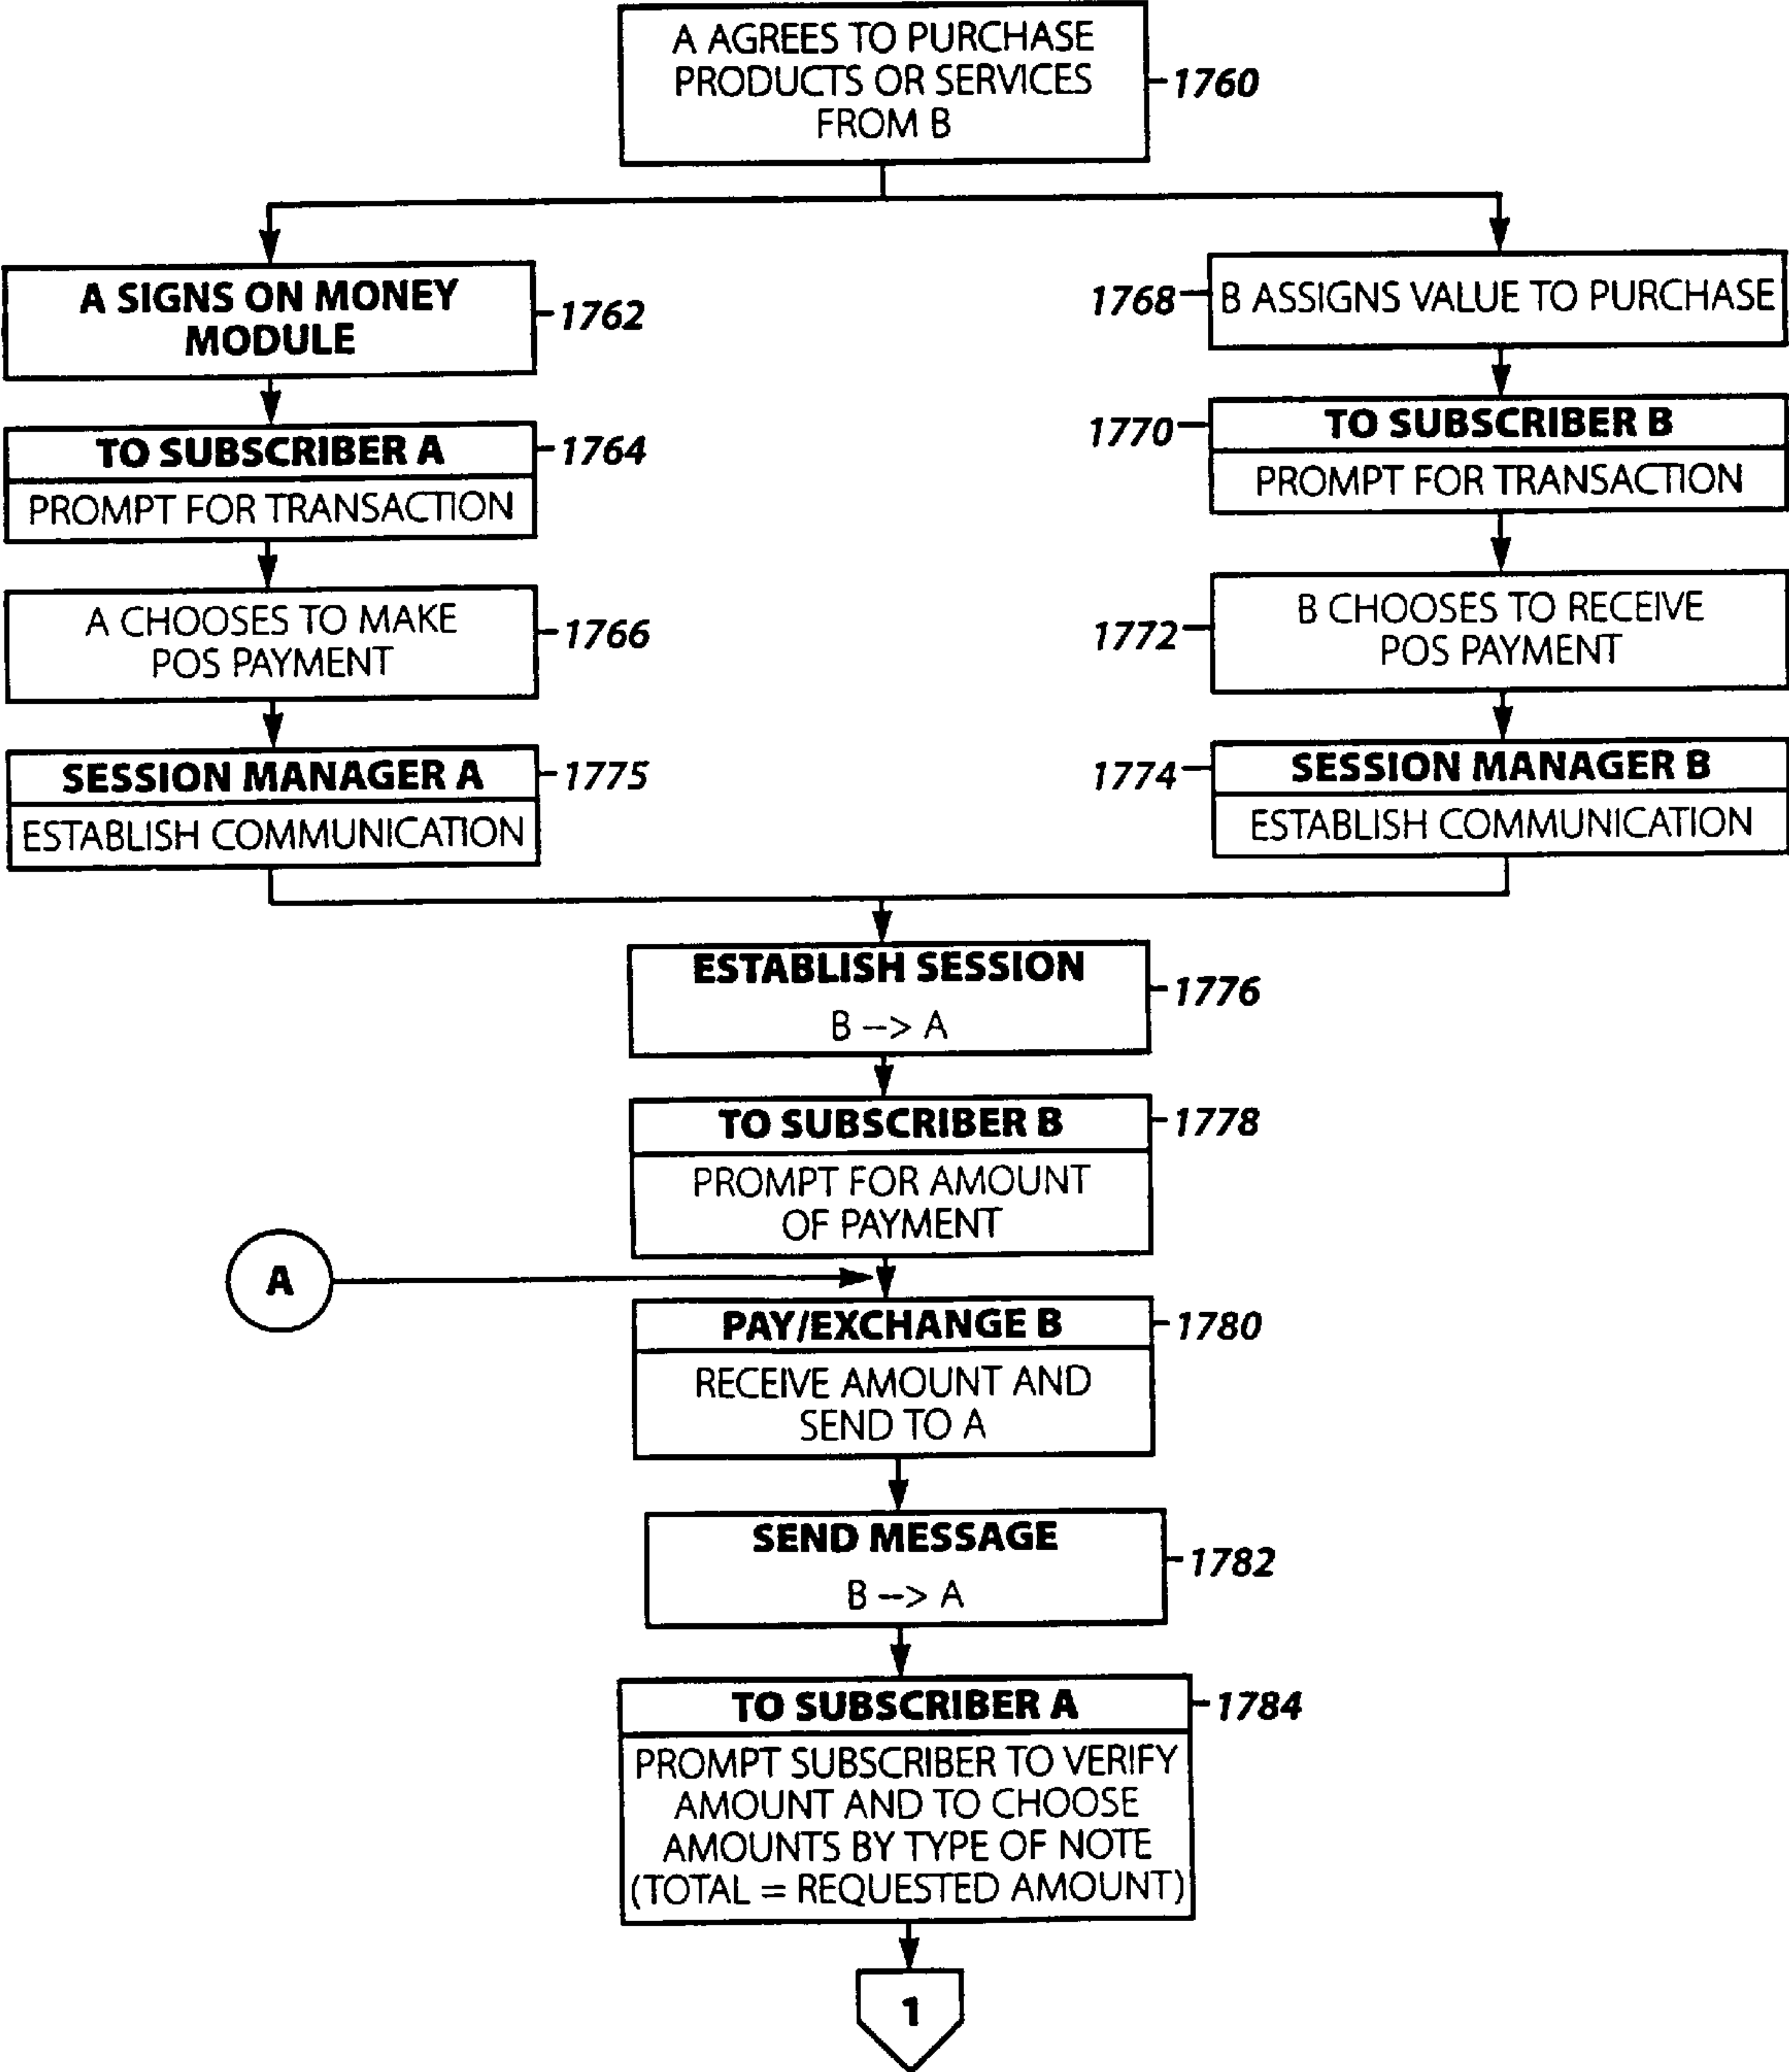 A AGREES TO PURCHASE
PRODUCTS OR SERVICES
FROM B
1760
A SIGNS ON MONEY
MODULE
1762
TO SUBSCRIBER A
1764
PROMPT FOR TRANSACTION
A CHOOSES TO MAKE
POS PAYMENT
1766
SESSION MANAGER A
1775
ESTABLISH COMMUNICATION
1768
B ASSIGNS VALUE TO PURCHASE
1770
TO SUBSCRIBER B
PROMPT FOR TRANSACTION
1772
B CHOOSES TO RECEIVE
POS PAYMENT
1774
SESSION MANAGER B
ESTABLISH COMMUNICATION
ESTABLISH SESSION
1776
B --> A
TO SUBSCRIBER B
1778
PROMPT FOR AMOUNT
OF PAYMENT
A
PAY/EXCHANGE B
1780
RECEIVE AMOUNT AND
SEND TO A
SEND MESSAGE
1782
B --> A
TO SUBSCRIBER A
1784
PROMPT SUBSCRIBER TO VERIFY
AMOUNT AND TO CHOOSE
AMOUNTS BY TYPE OF NOTE
(TOTAL = REQUESTED AMOUNT)
1